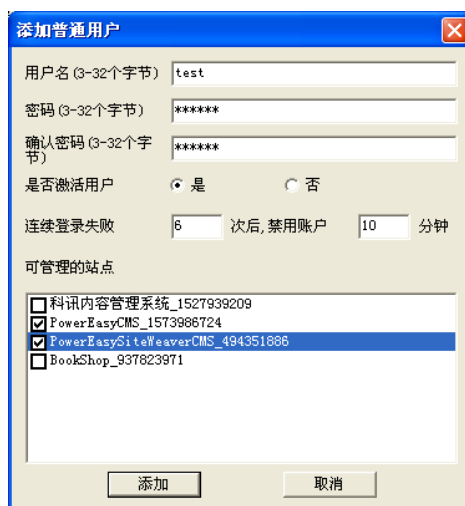 添加普通用户
用户名(3-32个字节) test
密码(3-32个字节) ******
确认密码(3-32个字
节) ******
是否激活用户 是 否
连续登录失败 6 次后,禁用账户 10 分钟
可管理的站点
科讯内容管理系统_1527939209
PowerEasyCMS_1573986724
PowerEasySiteWeaverCMS_494351886
BookShop_937823971
添加 取消